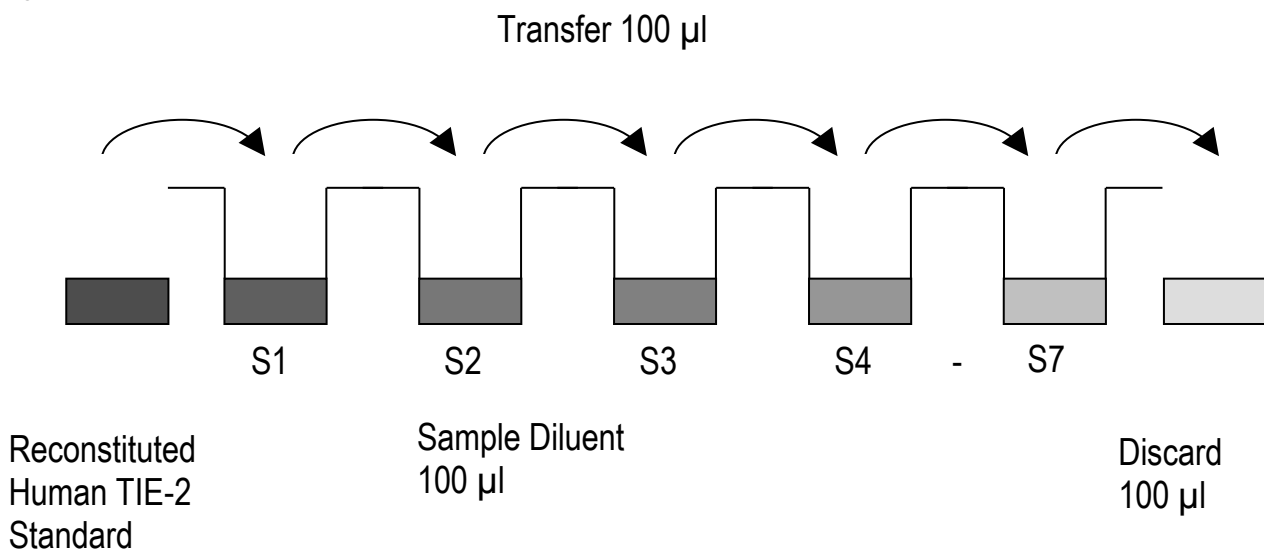 Transfer 100 µl
S1 S2 S3 S4 - S7
Reconstituted
Human TIE-2
Standard
Sample Diluent
100 µl
Discard
100 µl